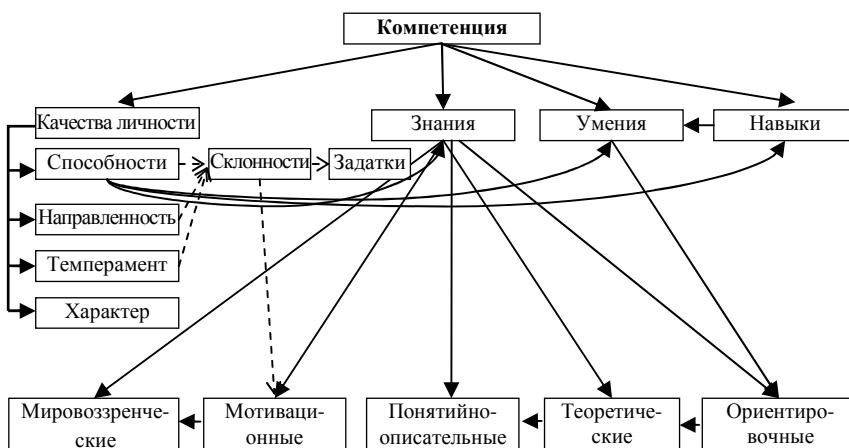 Компетенция
Качества личности
Знания
Умения
Навыки
Способности
Склонности
Задатки
Направленность
Темперамент
Характер
Мировоззренче-
ские
Мотиваци-
онные
Понятийно-
описательные
Теоретиче-
ские
Ориентиро-
вочные